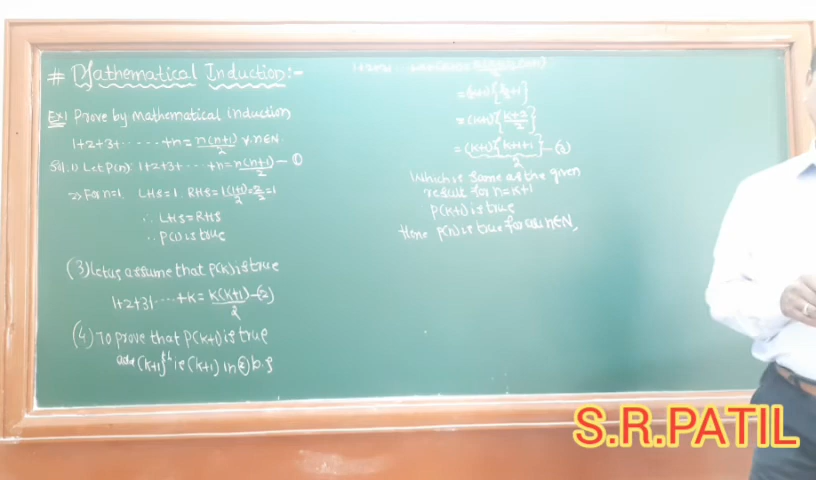 # Mathematical Induction:-
Ex1 Prove by Mathematical induction
1+2+3+ ...... +n = n(n+1)/2 ∀ n∈N.
Sol. 1) Let P(n): 1+2+3+ ..... +n = n(n+1)/2 — ①
2) For n=1. LHS=1. RHS = 1(1+1)/2 = 2/2 = 1
∴ LHS = RHS
∴ P(1) is true
(3) let us assume that P(k) is true
1+2+3+ ..... +k = k(k+1)/2 — (2)
(4) To prove that P(k+1) is true
add (k+1)th ie (k+1) in ② b.s
= (k+1) [k/2+1]
= (k+1) [k+2/2]
= (k+1) {k+1+1}/2 — (3)
Which is same as the given
result for n=k+1
P(k+1) is true
Hence P(n) is true for all n∈N,
S.R.PATIL